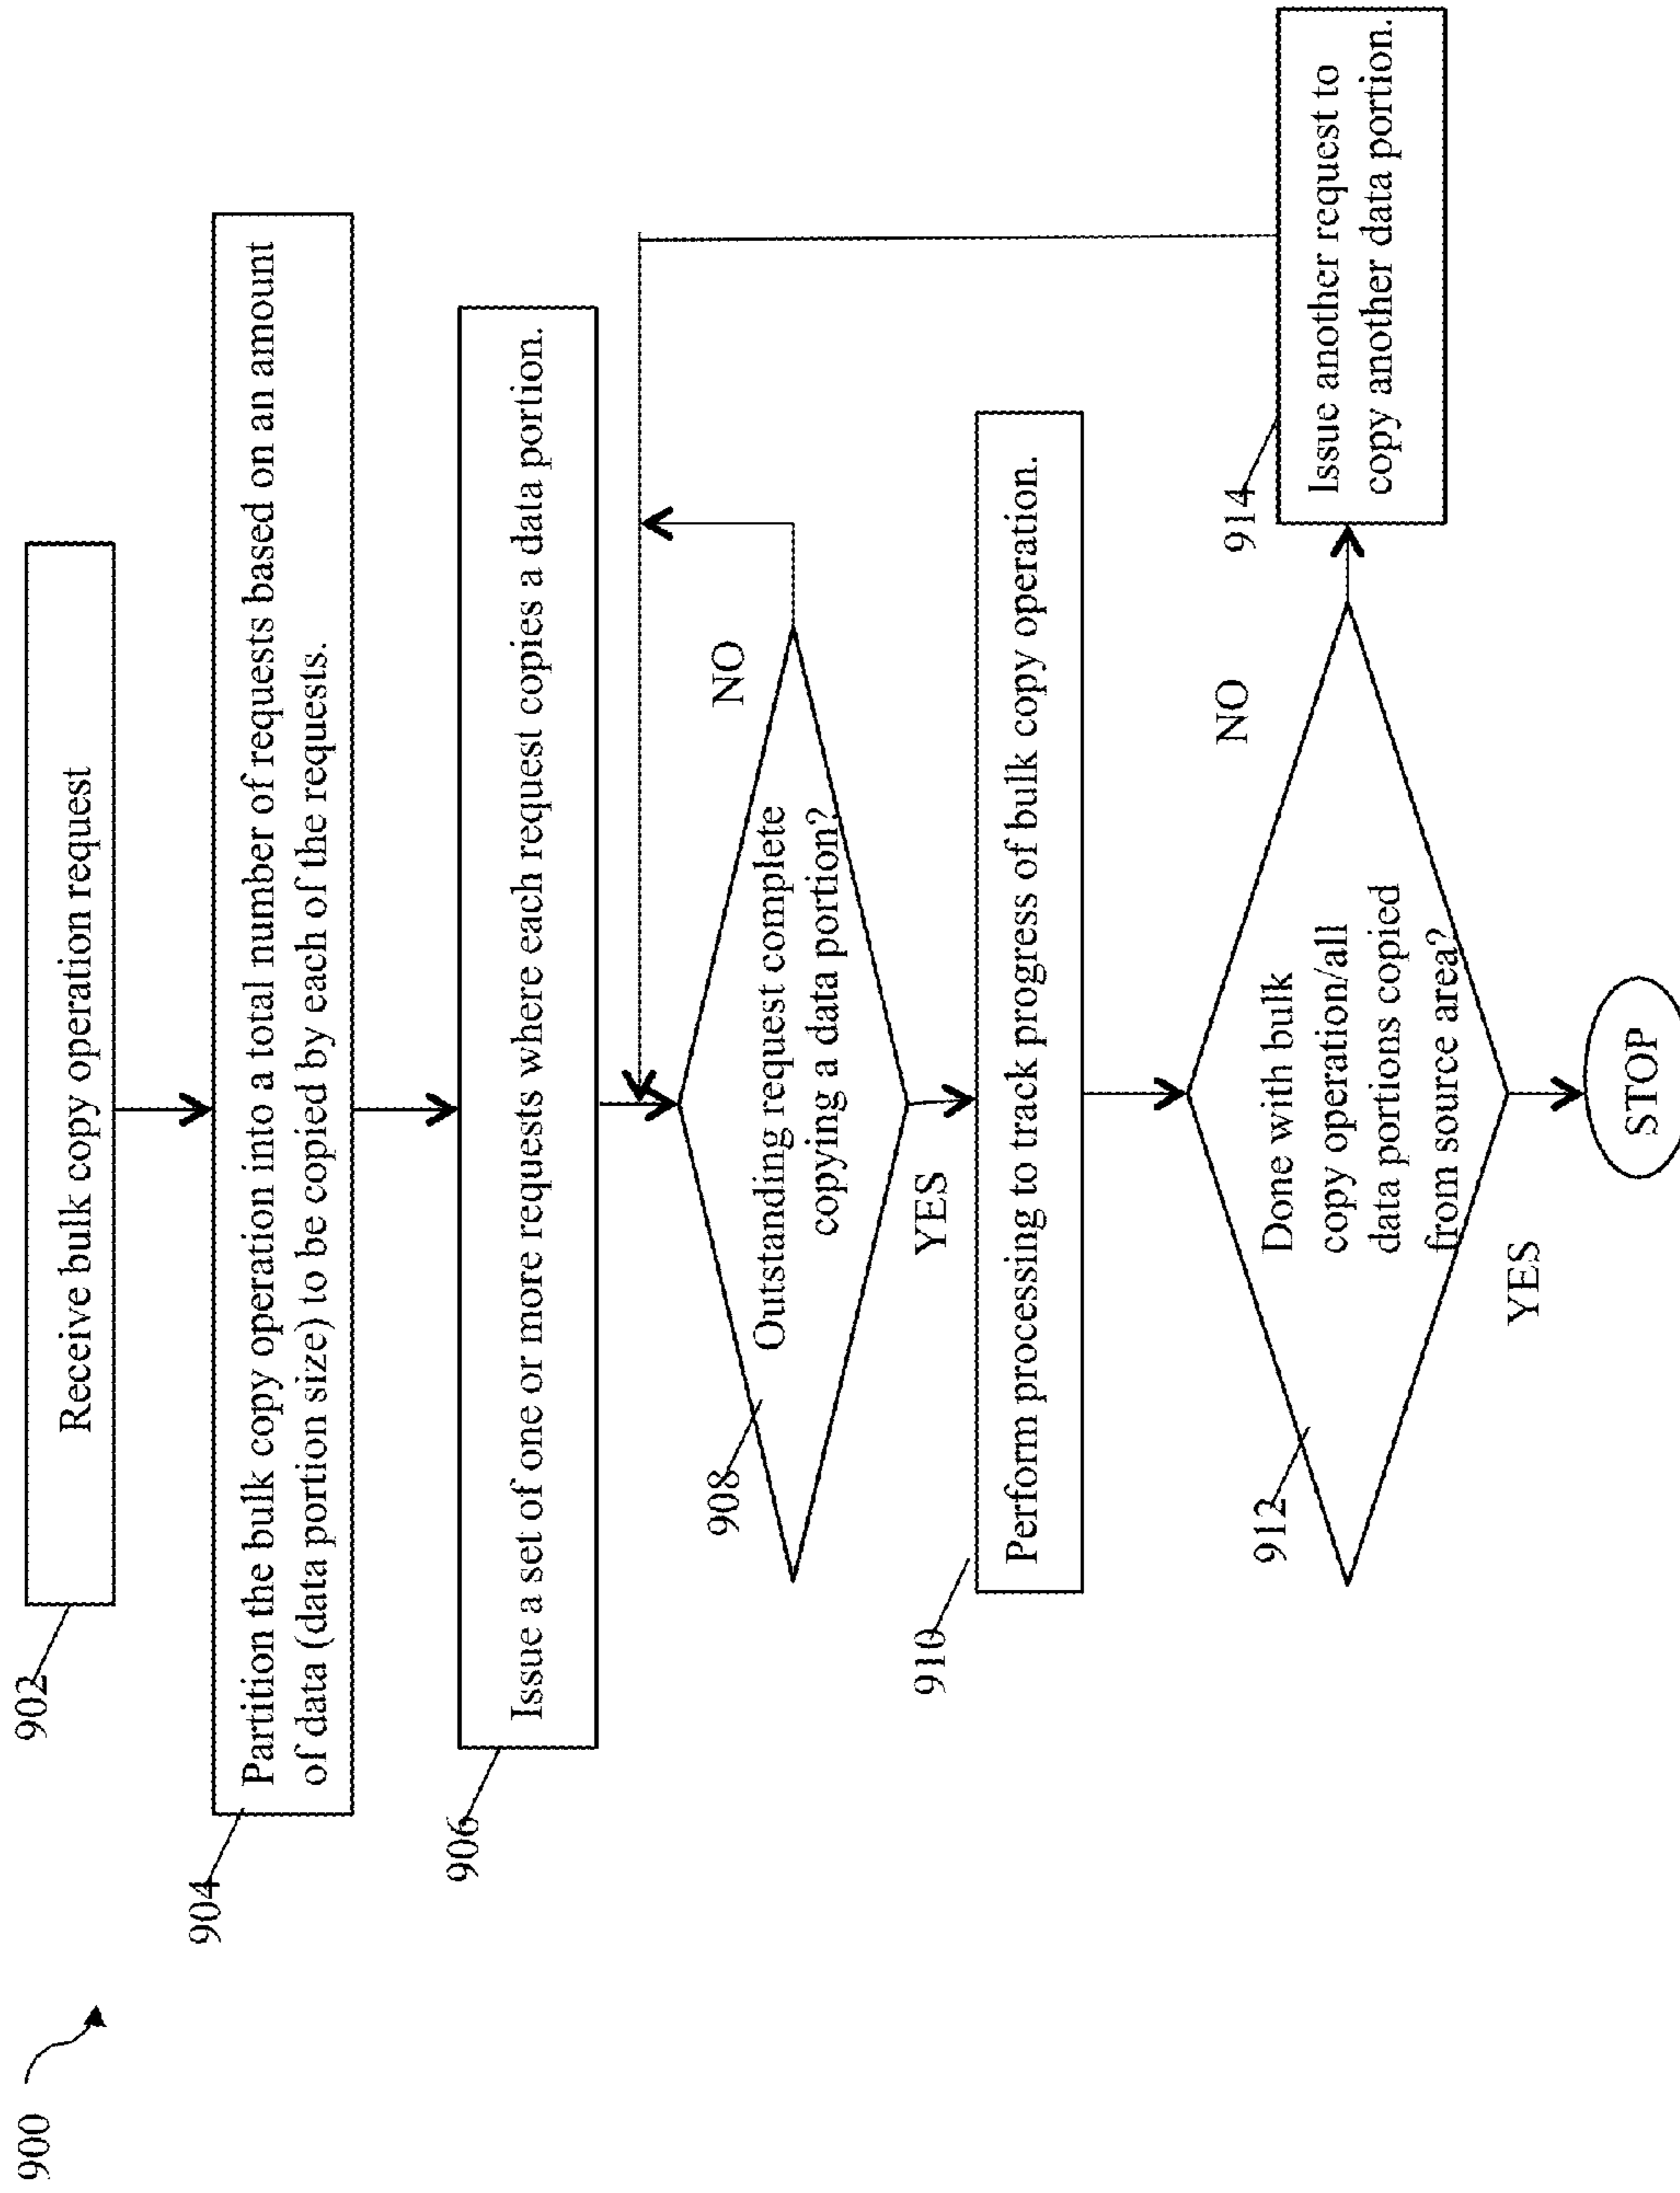 900
902
Receive bulk copy operation request
904
Partition the bulk copy operation into a total number of requests based on an amount
of data (data portion size) to be copied by each of the requests.
906
Issue a set of one or more requests where each request copies a data portion.
908
Outstanding request complete
copying a data portion?
NO
YES
910
Perform processing to track progress of bulk copy operation.
912
Done with bulk
copy operation/all
data portions copied
from source area?
NO
YES
914
Issue another request to
copy another data portion.
STOP